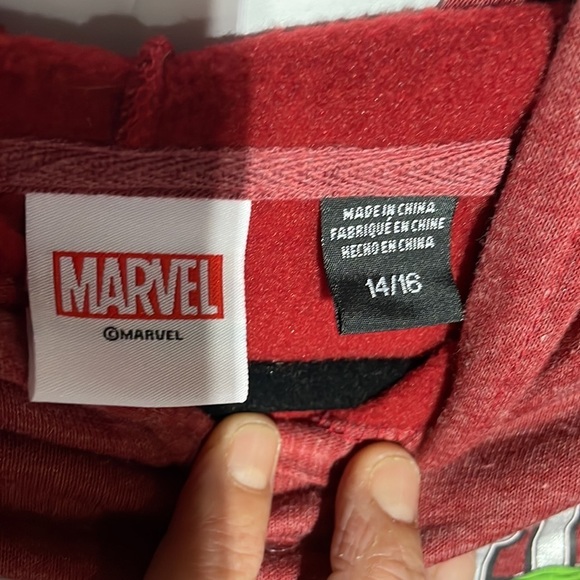 MARVEL
©MARVEL
MADE IN CHINA
FABRIQUÉ EN CHINE
HECHO EN CHINA
14/16